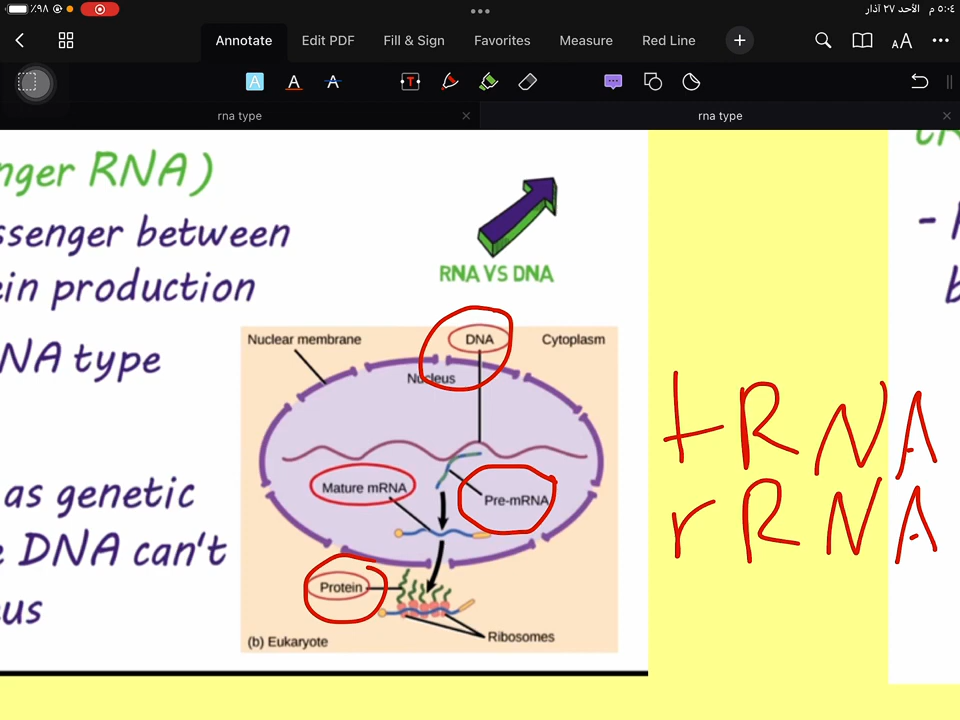 ٪٩٨
٥:٠٤ م الأحد ٢٧ آذار
Annotate Edit PDF Fill & Sign Favorites Measure Red Line
rna type
rna type
nger RNA)
ssenger between
ein production
NA type
as genetic
e DNA can't
us
RNA VS DNA
Nuclear membrane
DNA
Cytoplasm
Nucleus
Mature mRNA
Pre-mRNA
Protein
Ribosomes
(b) Eukaryote
tRNA
rRNA